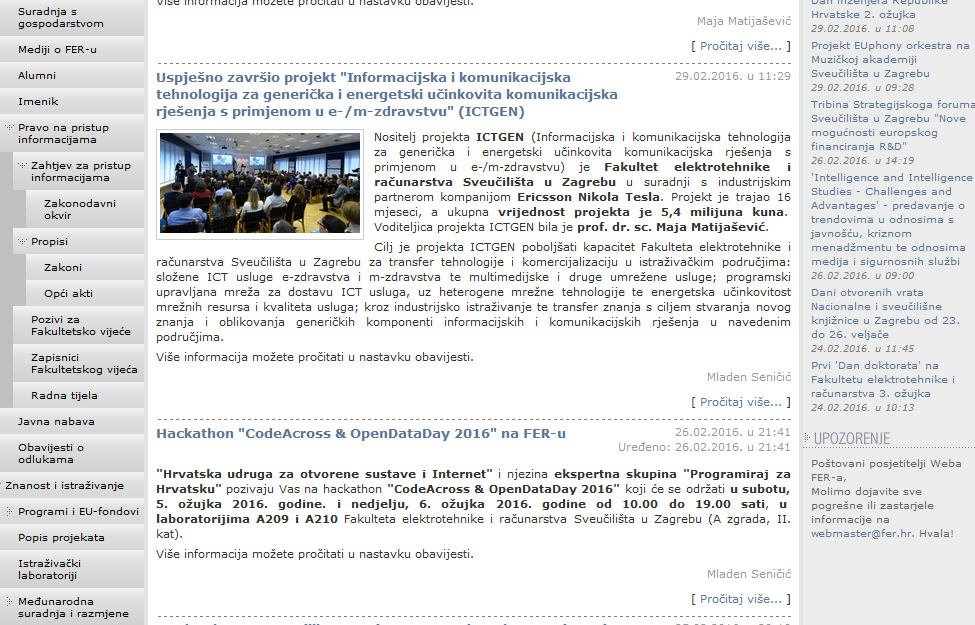 Suradnja s
gospodarstvom
Mediji o FER-u
Alumni
Imenik
Pravo na pristup
informacijama
Zahtjev za pristup
informacijama
Zakonodavni
okvir
Propisi
Zakoni
Opći akti
Pozivi za
Fakultetsko vijeće
Zapisnici
Fakultetskog vijeća
Radna tijela
Javna nabava
Obavijesti o
odlukama
Znanost i istraživanje
Programi i EU-fondovi
Popis projekata
Istraživački
laboratoriji
Međunarodna
suradnja i razmjene
Više informacija možete pročitati u nastavku obavijesti.
Maja Matijašević
[ Pročitaj više... ]
Uspješno završio projekt "Informacijska i komunikacijska
tehnologija za generička i energetski učinkovita komunikacijska
rješenja s primjenom u e-/m-zdravstvu" (ICTGEN)
29.02.2016. u 11:29
Nositelj projekta ICTGEN (Informacijska i komunikacijska tehnologija
za generička i energetski učinkovita komunikacijska rješenja s
primjenom u e-/m-zdravstvu) je Fakultet elektrotehnike i
računarstva Sveučilišta u Zagrebu u suradnji s industrijskim
partnerom kompanijom Ericsson Nikola Tesla. Projekt je trajao 16
mjeseci, a ukupna vrijednost projekta je 5,4 milijuna kuna.
Voditeljica projekta ICTGEN bila je prof. dr. sc. Maja Matijašević.
Cilj je projekta ICTGEN poboljšati kapacitet Fakulteta elektrotehnike i
računarstva Sveučilišta u Zagrebu za transfer tehnologije i komercijalizaciju u istraživačkim područjima:
složene ICT usluge e-zdravstva i m-zdravstva te multimedijske i druge umrežene usluge; programski
upravljana mreža za dostavu ICT usluga, uz heterogene mrežne tehnologije te energetska učinkovitost
mrežnih resursa i kvaliteta usluga; kroz industrijsko istraživanje te transfer znanja s ciljem stvaranja novog
znanja i oblikovanja generičkih komponenti informacijskih i komunikacijskih rješenja u navedenim
područjima.
Više informacija možete pročitati u nastavku obavijesti.
Mladen Seničić
[ Pročitaj više... ]
Hackathon "CodeAcross & OpenDataDay 2016" na FER-u
26.02.2016. u 21:41
Uređeno: 26.02.2016. u 21:41
"Hrvatska udruga za otvorene sustave i Internet" i njezina ekspertna skupina "Programiraj za
Hrvatsku" pozivaju Vas na hackathon "CodeAcross & OpenDataDay 2016" koji će se održati u subotu,
5. ožujka 2016. godine. i nedjelju, 6. ožujka 2016. godine od 10.00 do 19.00 sati, u
laboratorijima A209 i A210 Fakulteta elektrotehnike i računarstva Sveučilišta u Zagrebu (A zgrada, II.
kat).
Više informacija možete pročitati u nastavku obavijesti.
Mladen Seničić
[ Pročitaj više... ]
Dan inženjera Republike
Hrvatske 2. ožujka
29.02.2016. u 11:08
Projekt EUphony orkestra na
Muzičkoj akademiji
Sveučilišta u Zagrebu
29.02.2016. u 09:28
Tribina Strategijskoga foruma
Sveučilišta u Zagrebu "Nove
mogućnosti europskog
financiranja R&D"
26.02.2016. u 14:19
'Intelligence and Intelligence
Studies - Challenges and
Advantages' - predavanje o
trendovima u odnosima s
javnošću, kriznom
menadžmentu te odnosima
medija i sigurnosnih službi
26.02.2016. u 09:00
Dani otvorenih vrata
Nacionalne i sveučilišne
knjižnice u Zagrebu od 23.
do 26. veljače
24.02.2016. u 11:45
Prvi 'Dan doktorata' na
Fakultetu elektrotehnike i
računarstva 3. ožujka
24.02.2016. u 10:13
UPOZORENJE
Poštovani posjetitelji Weba
FER-a,
Molimo dojavite sve
pogrešne ili zastarjele
informacije na
webmaster@fer.hr. Hvala!